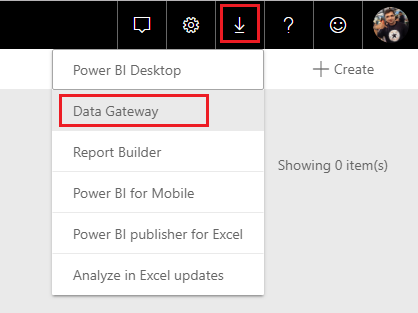 Power BI Desktop
Create
Data Gateway
Report Builder
Showing 0 item(s)
Power BI for Mobile
Power BI publisher for Excel
Analyze in Excel updates